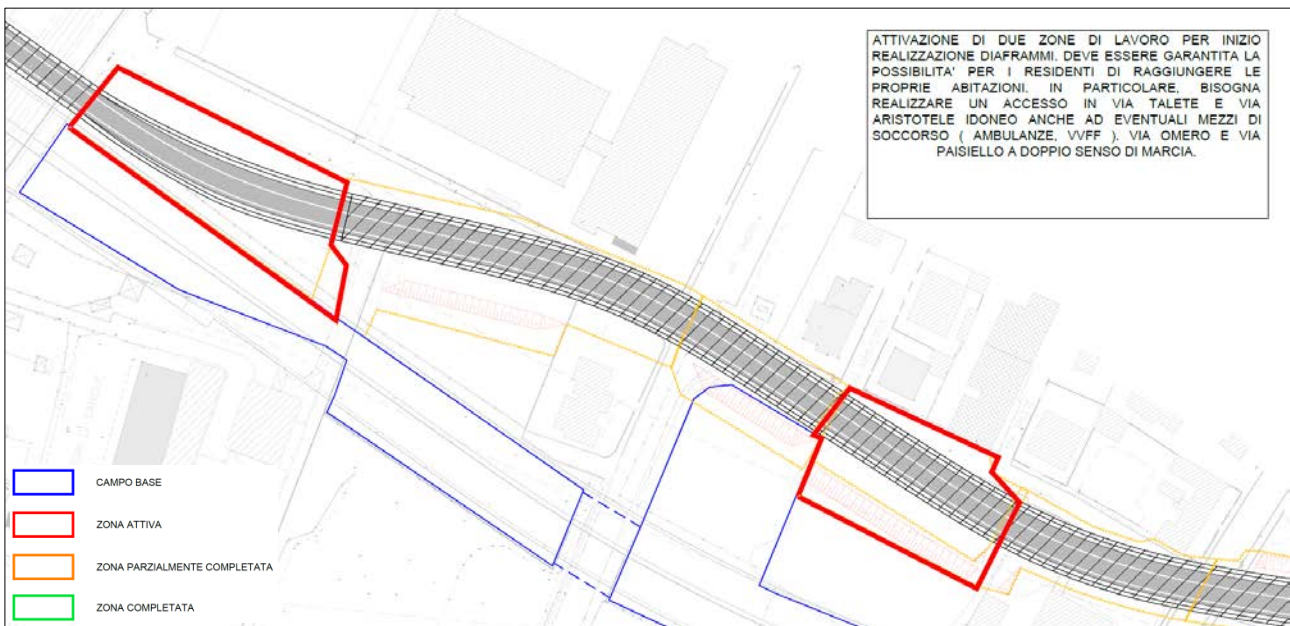 ATTIVAZIONE DI DUE ZONE DI LAVORO PER INIZIO
REALIZZAZIONE DIAFRAMMI. DEVE ESSERE GARANTITA LA
POSSIBILITA' PER I RESIDENTI DI RAGGIUNGERE LE
PROPRIE ABITAZIONI. IN PARTICOLARE, BISOGNA
REALIZZARE UN ACCESSO IN VIA TALETE E VIA
ARISTOTELE IDONEO ANCHE AD EVENTUALI MEZZI DI
SOCCORSO ( AMBULANZE, VVFF ). VIA OMERO E VIA
PAISIELLO A DOPPIO SENSO DI MARCIA.
CAMPO BASE
ZONA ATTIVA
ZONA PARZIALMENTE COMPLETATA
ZONA COMPLETATA